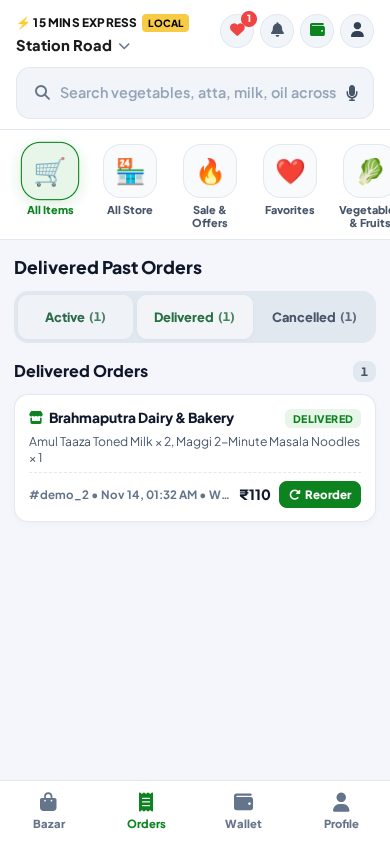 ⚡ 15 MINS EXPRESS LOCAL
Station Road
1
Search vegetables, atta, milk, oil across
All Items
All Store
Sale &
Offers
Favorites
Vegetabl
& Fruits
Delivered Past Orders
Active (1)
Delivered (1)
Cancelled (1)
Delivered Orders
1
Brahmaputra Dairy & Bakery
DELIVERED
Amul Taaza Toned Milk × 2, Maggi 2-Minute Masala Noodles
× 1
#demo_2 • Nov 14, 01:32 AM • W... ₹110 Reorder
Bazar
Orders
Wallet
Profile